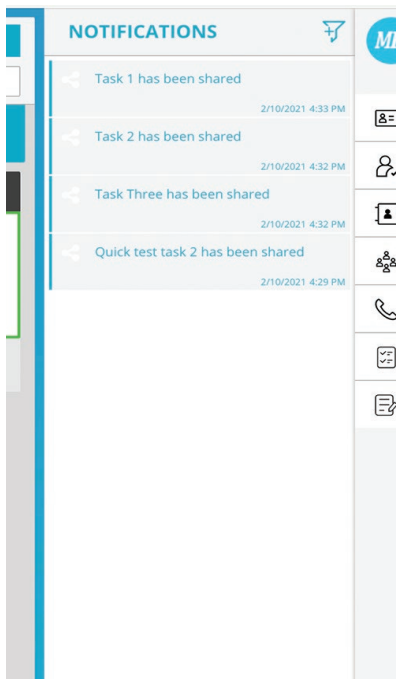 NOTIFICATIONS
Task 1 has been shared
2/10/2021 4:33 PM
Task 2 has been shared
2/10/2021 4:32 PM
Task Three has been shared
2/10/2021 4:32 PM
Quick test task 2 has been shared
2/10/2021 4:29 PM